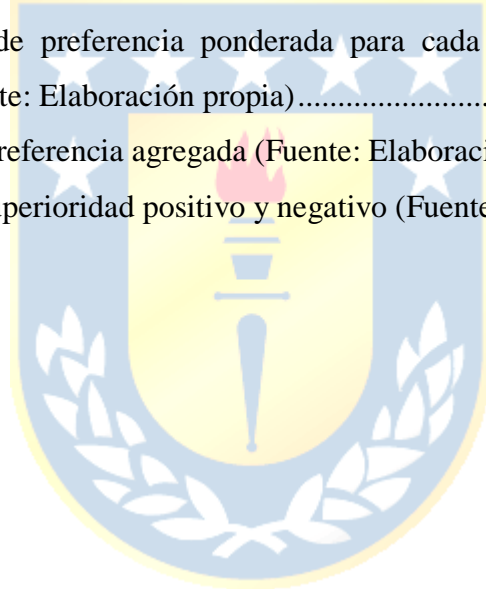 de preferencia ponderada para cada
te: Elaboración propia)......................
referencia agregada (Fuente: Elaboraci
perioridad positivo y negativo (Fuente